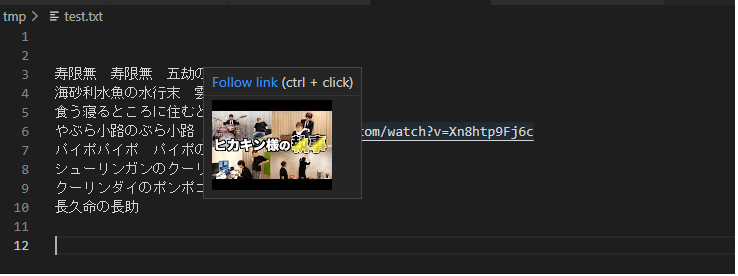 tmp > test.txt
1
2
3 寿限無　寿限無　五劫の
4 海砂利水魚の水行末　雲
5 食う寝るところに住む
6 やぶら小路のぶら小路 com/watch?v=Xn8htp9Fj6c
7 パイポパイポ　パイポの
8 シューリンガンのクーリ
9 クーリンダイのポンポコ
10 長久命の長助
11
12
Follow link (ctrl + click)
ヒカキン様の執事